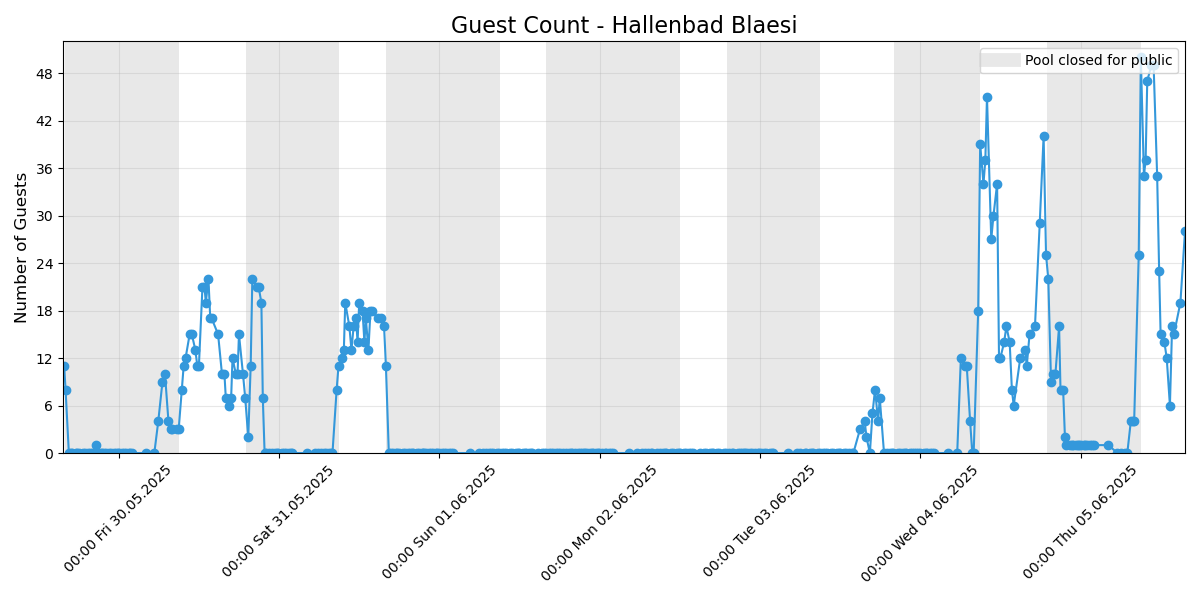 Guest Count - Hallenbad Blaesi
Pool closed for public
Number of Guests
48
42
36
30
24
18
12
6
0
00:00 Fri 30.05.2025
00:00 Sat 31.05.2025
00:00 Sun 01.06.2025
00:00 Mon 02.06.2025
00:00 Tue 03.06.2025
00:00 Wed 04.06.2025
00:00 Thu 05.06.2025